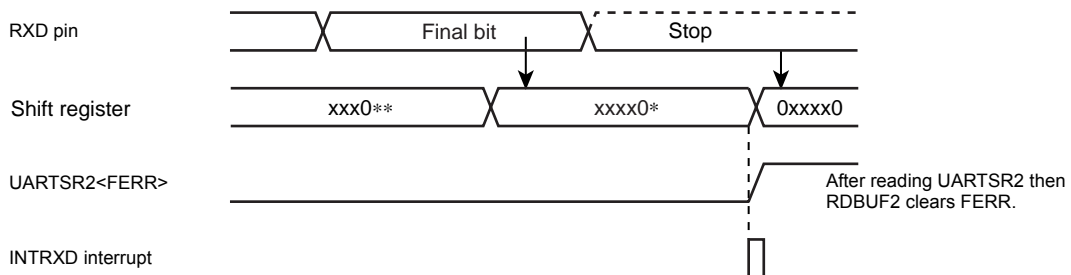 RXD pin
Final bit
Stop
Shift register
xxx0**
xxxx0*
0xxxx0
UARTSR2<FERR>
After reading UARTSR2 then
RDBUF2 clears FERR.
INTRXD interrupt